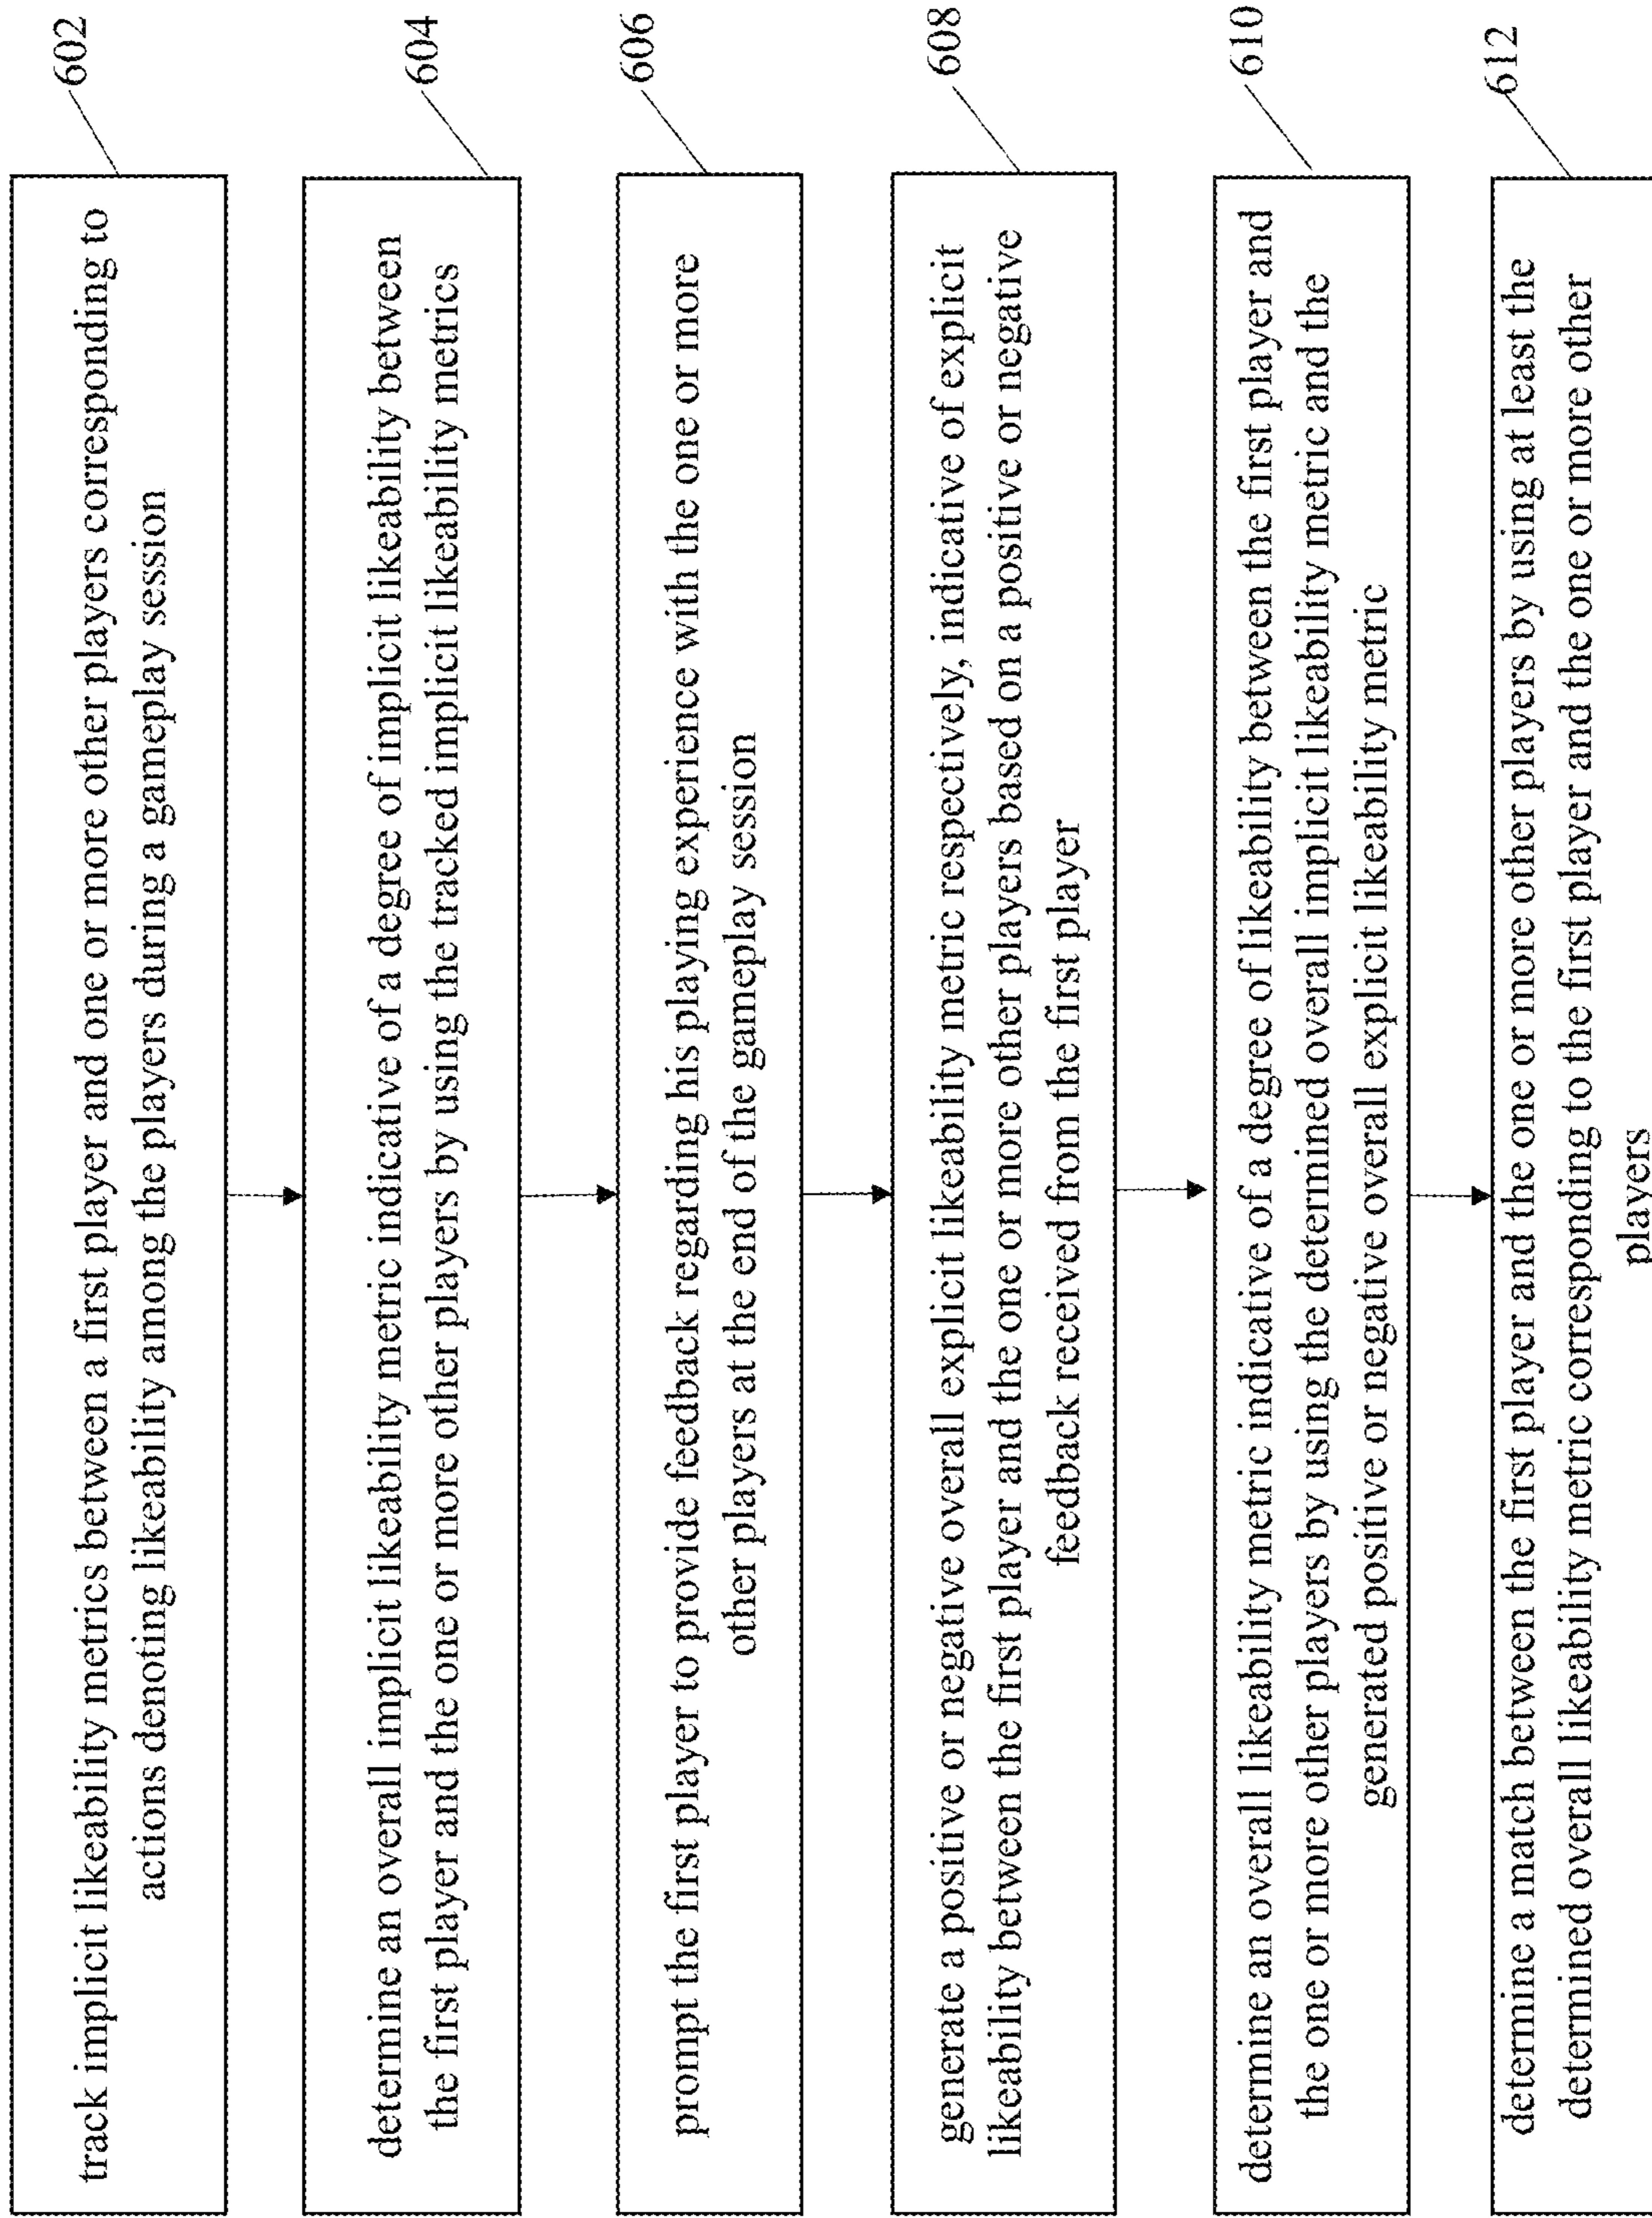 602
track implicit likeability metrics between a first player and one or more other players corresponding to
actions denoting likeability among the players during a gameplay session
604
determine an overall implicit likeability metric indicative of a degree of implicit likeability between
the first player and the one or more other players by using the tracked implicit likeability metrics
606
prompt the first player to provide feedback regarding his playing experience with the one or more
other players at the end of the gameplay session
608
generate a positive or negative overall explicit likeability metric respectively, indicative of explicit
likeability between the first player and the one or more other players based on a positive or negative
feedback received from the first player
610
determine an overall likeability metric indicative of a degree of likeability between the first player and
the one or more other players by using the determined overall implicit likeability metric and the
generated positive or negative overall explicit likeability metric
612
determine a match between the first player and the one or more other players by using at least the
determined overall likeability metric corresponding to the first player and the one or more other
players